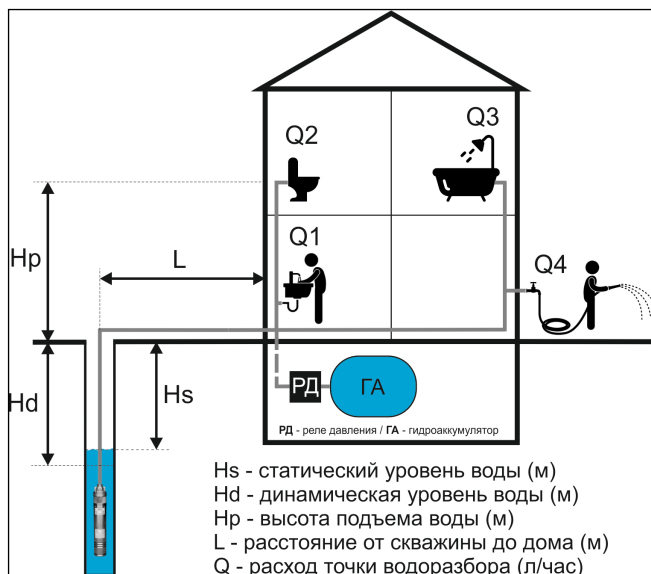 Q2
Q3
Q1
Q4
L
Hp
Hd
Hs
РД
ГА
РД - реле давления / ГА - гидроаккумулятор
Hs - статический уровень воды (м)
Hd - динамическая уровень воды (м)
Hp - высота подъема воды (м)
L - расстояние от скважины до дома (м)
Q - расход точки водоразбора (л/час)